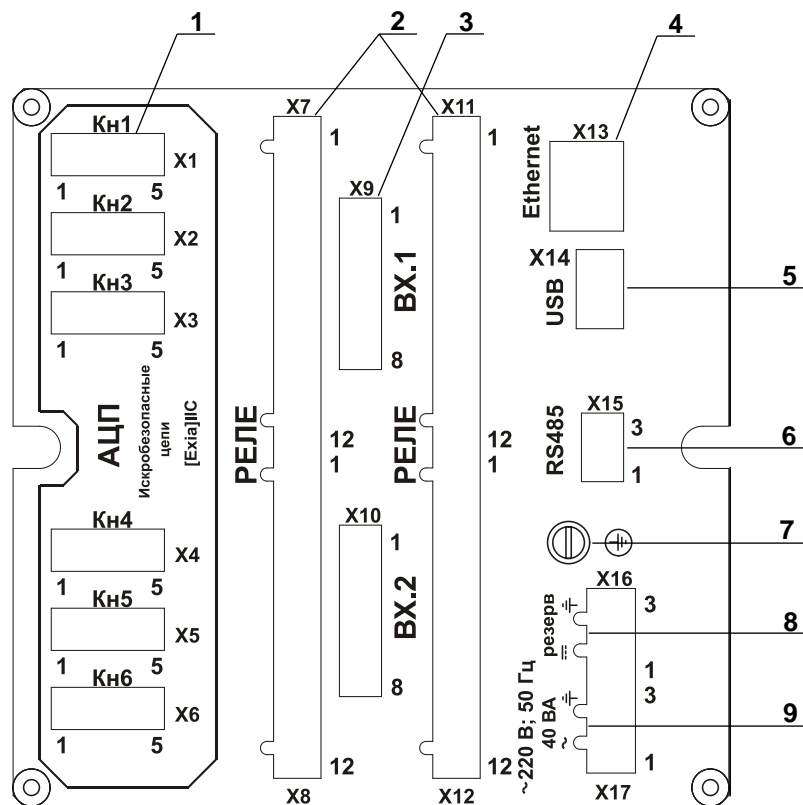 1
2
3
4
Кн1
X1
1 5
Кн2
X2
1 5
Кн3
X3
1 5
АЦП
Искробезопасные
цепи
[Exia]IIC
Кн4
X4
1 5
Кн5
X5
1 5
Кн6
X6
1 5
X7
1
12
РЕЛЕ
1
12
X8
X9
1
ВХ.1
8
X10
1
ВХ.2
8
X11
1
12
РЕЛЕ
1
12
X12
X13
Ethernet
X14
USB
5
X15
RS485
3
1
6
7
X16
резерв
3
1
8
~220 В; 50 Гц
40 ВА
~
3
1
9
X17